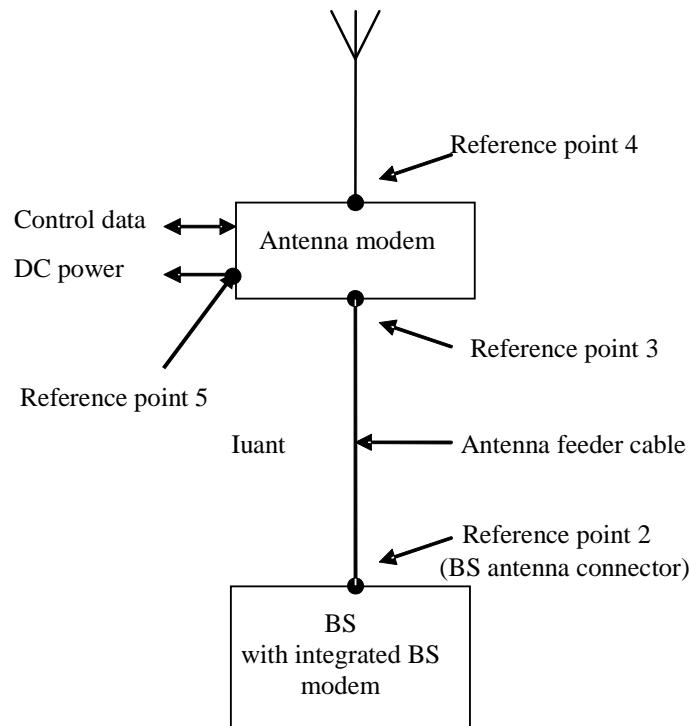 Reference point 4
Control data
Antenna modem
DC power
Reference point 3
Reference point 5
Iuant
Antenna feeder cable
Reference point 2
(BS antenna connector)
BS
with integrated BS
modem